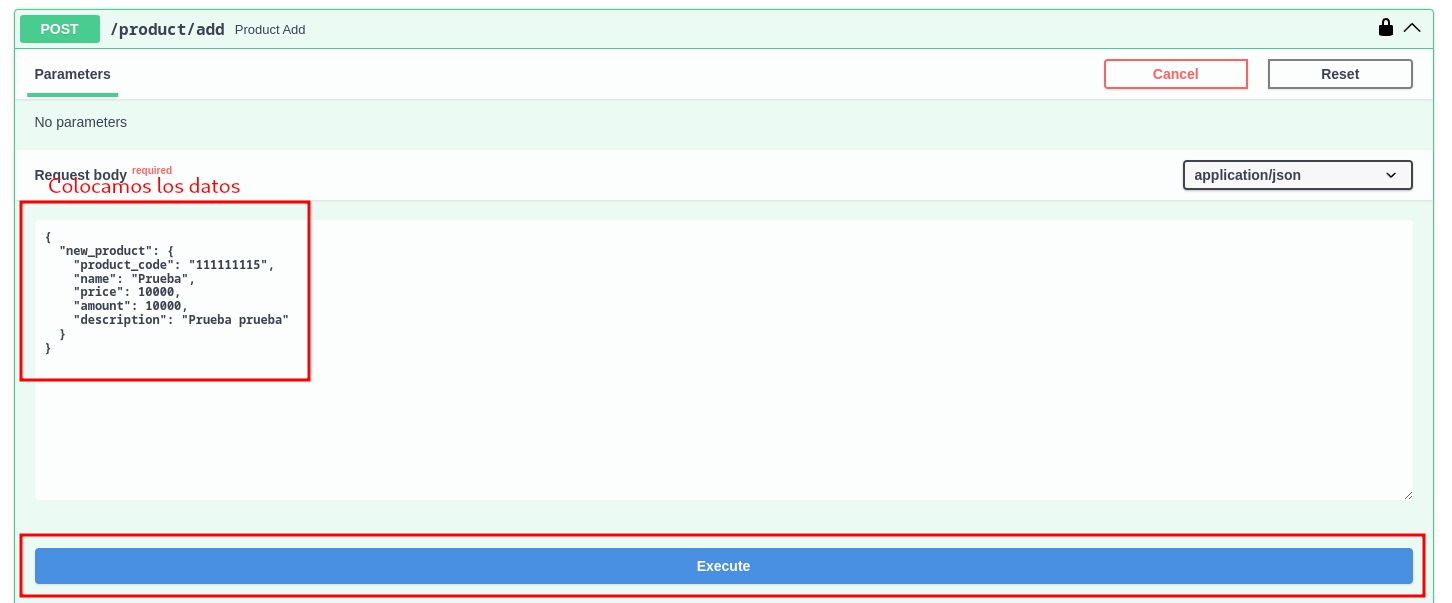 POST /product/add Product Add
Parameters
Cancel
Reset
No parameters
Request body required
application/json
Colocamos los datos
{
  "new_product": {
    "product_code": "111111115",
    "name": "Prueba",
    "price": 10000,
    "amount": 10000,
    "description": "Prueba prueba"
  }
}
Execute